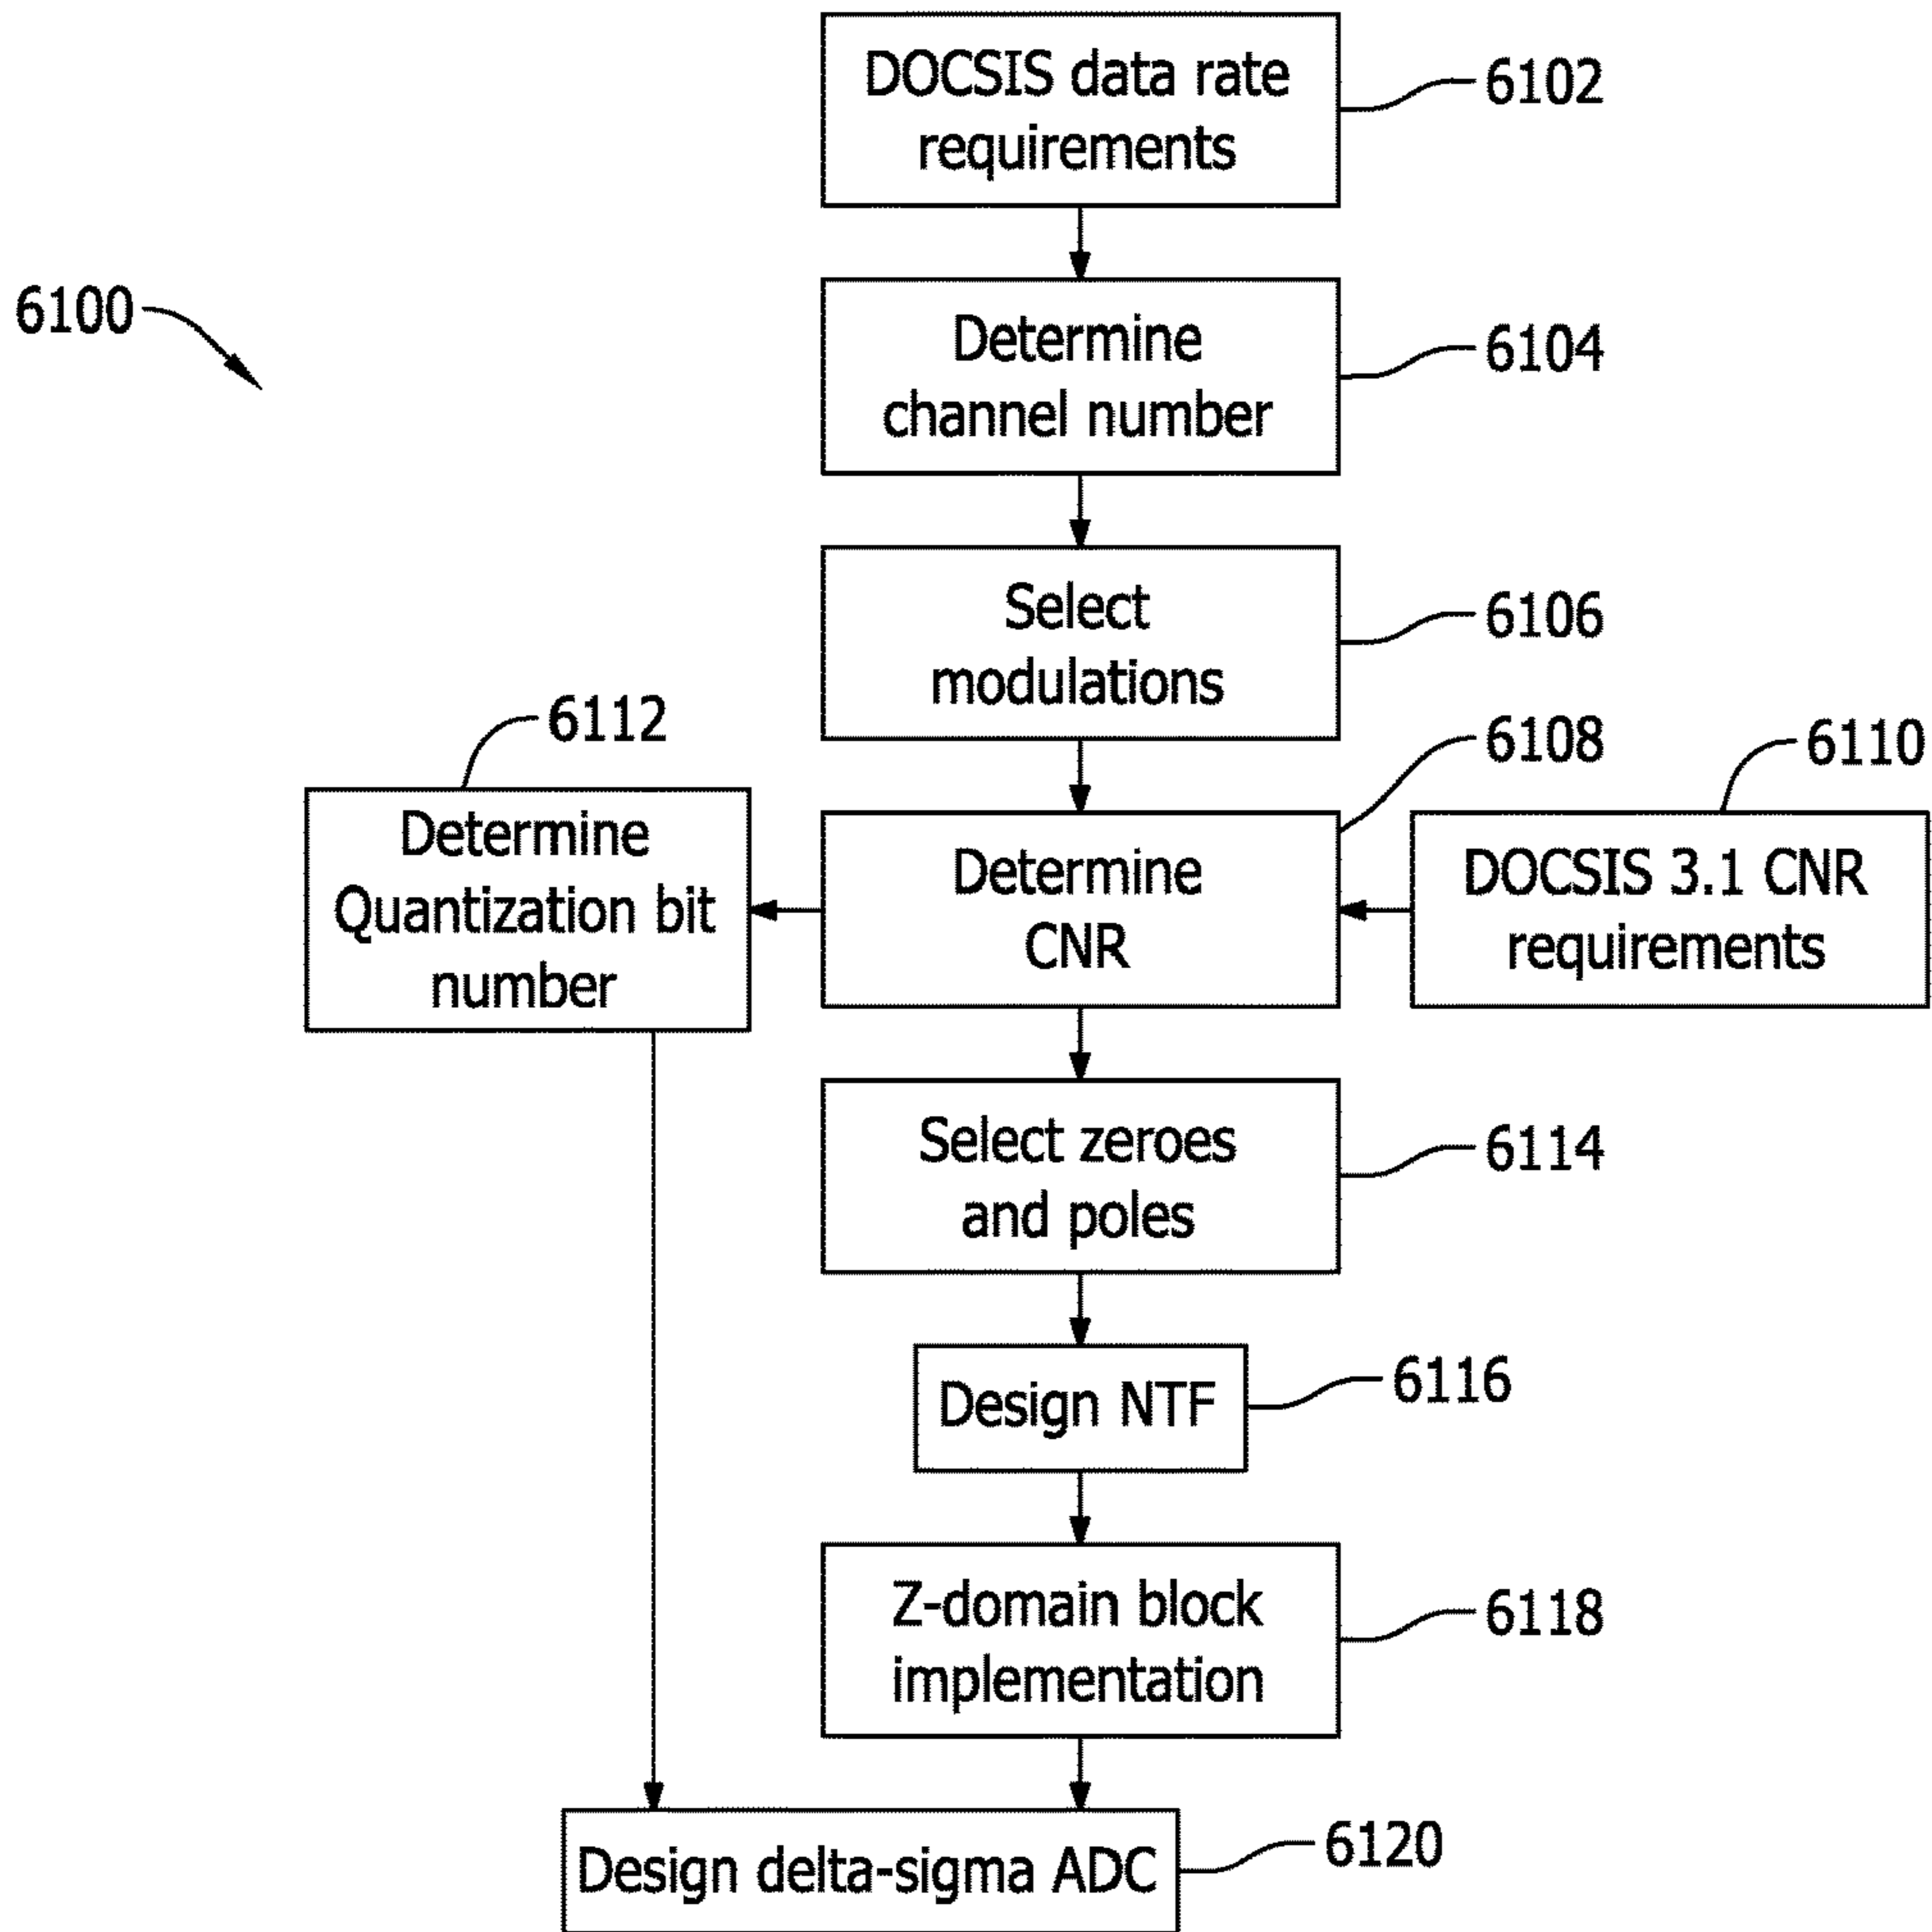 DOCSIS data rate
requirements
6102
6100
Determine
channel number
6104
Select
modulations
6106
6112
6108
6110
Determine
Quantization bit
number
Determine
CNR
DOCSIS 3.1 CNR
requirements
Select zeroes
and poles
6114
Design NTF
6116
Z-domain block
implementation
6118
Design delta-sigma ADC
6120